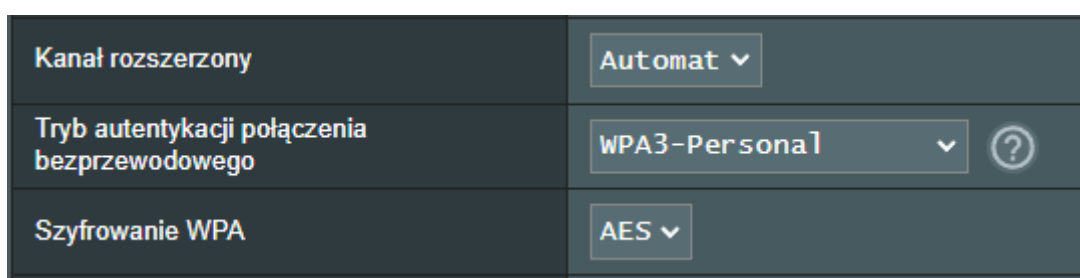 Kanał rozszerzony
Automat
Tryb autentykacji połączenia
bezprzewodowego
WPA3-Personal
?
Szyfrowanie WPA
AES